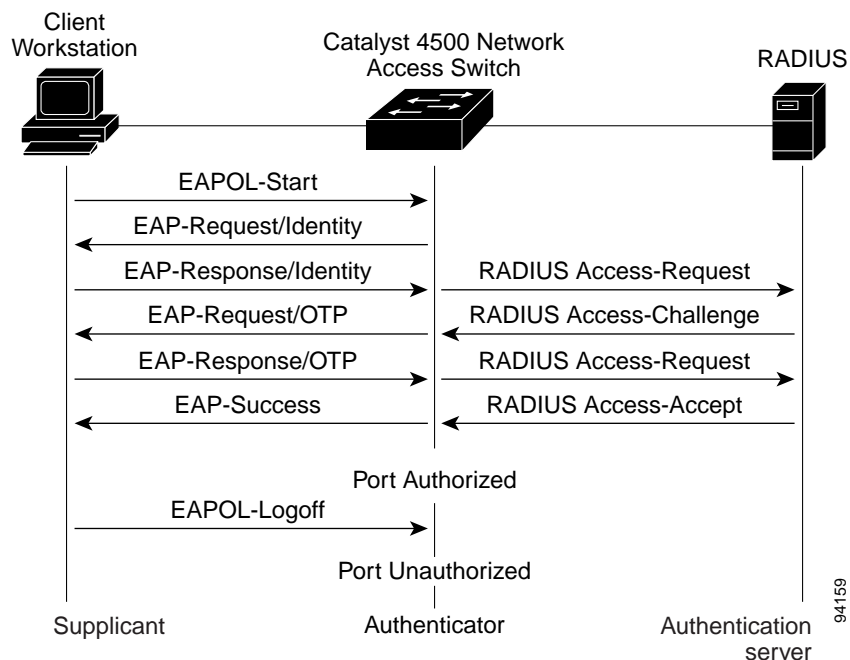 Client
Workstation
Catalyst 4500 Network
Access Switch
RADIUS
EAPOL-Start
EAP-Request/Identity
EAP-Response/Identity
RADIUS Access-Request
EAP-Request/OTP
RADIUS Access-Challenge
EAP-Response/OTP
RADIUS Access-Request
EAP-Success
RADIUS Access-Accept
Port Authorized
EAPOL-Logoff
Port Unauthorized
Supplicant
Authenticator
Authentication
server
94159